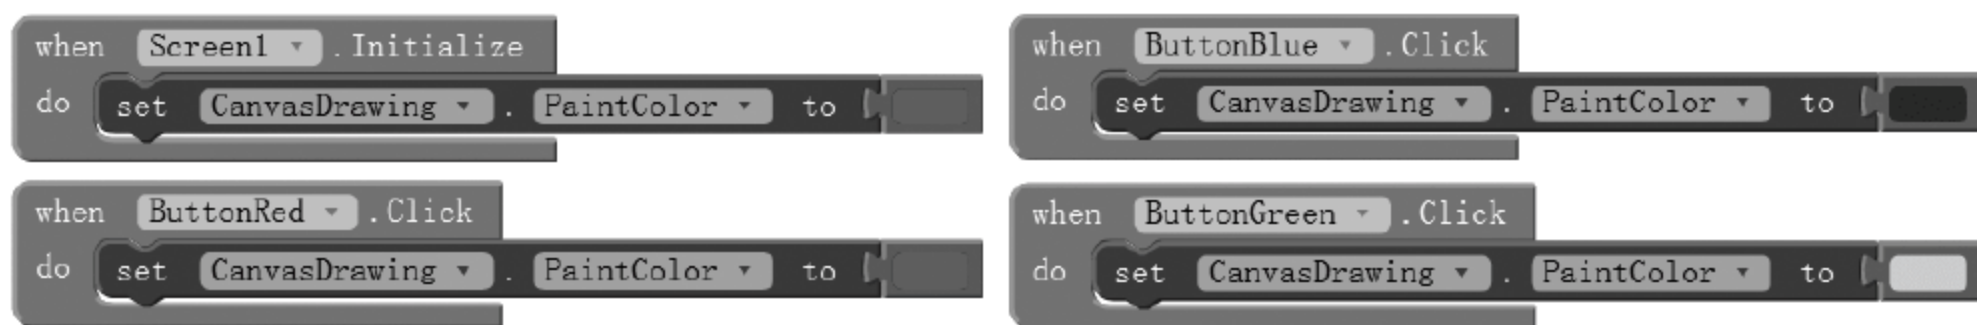 when Screen1 .Initialize
do set CanvasDrawing . PaintColor to
when ButtonBlue .Click
do set CanvasDrawing . PaintColor to
when ButtonRed .Click
do set CanvasDrawing . PaintColor to
when ButtonGreen .Click
do set CanvasDrawing . PaintColor to